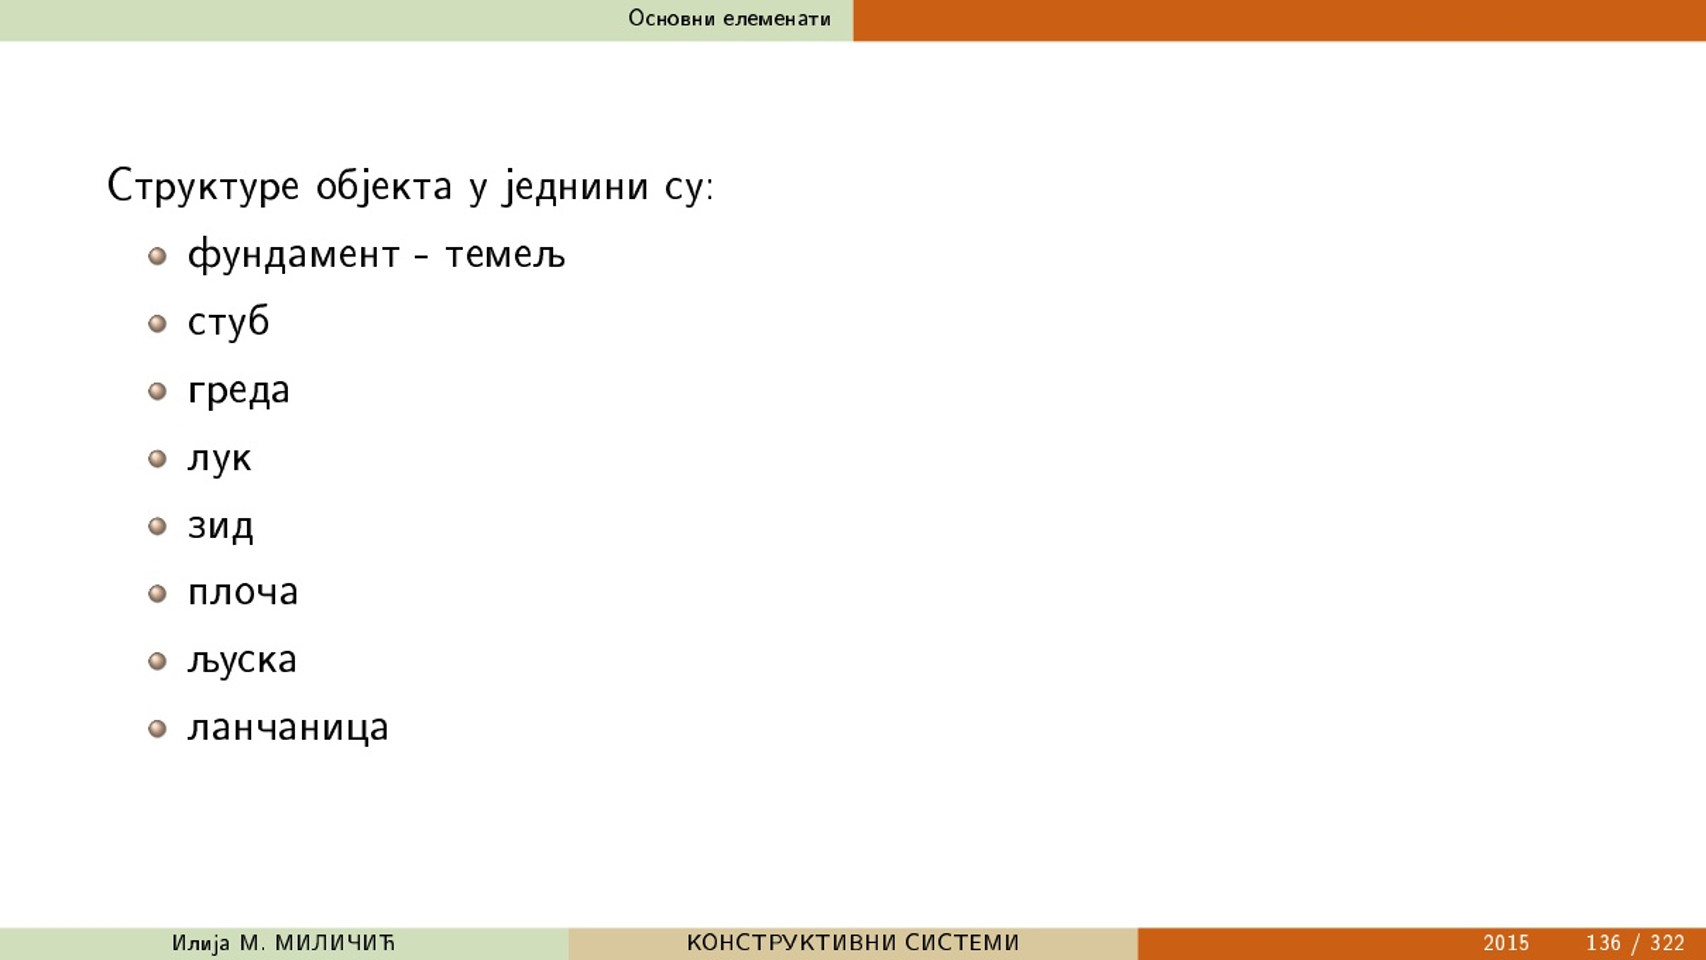 Основни елеменати
Структуре објекта у једнини су:
фундамент - темељ
стуб
греда
лук
зид
плоча
љуска
ланчаница
Илија М. МИЛИЧИЋ
КОНСТРУКТИВНИ СИСТЕМИ
2015 136 / 322